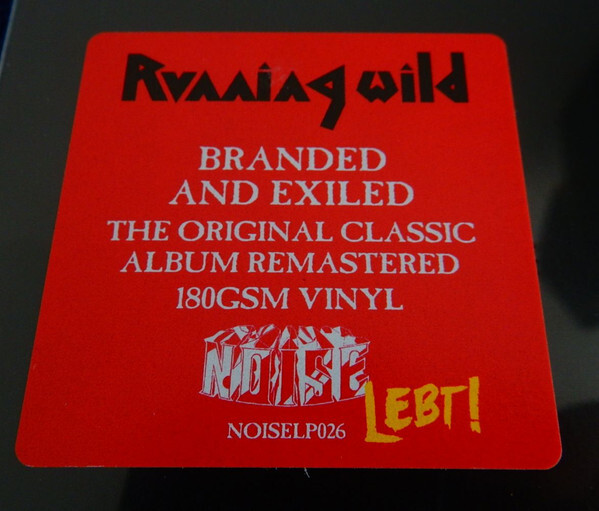 Running Wild
BRANDED
AND EXILED
THE ORIGINAL CLASSIC
ALBUM REMASTERED
180GSM VINYL
NOISE
LEBT!
NOISELP026